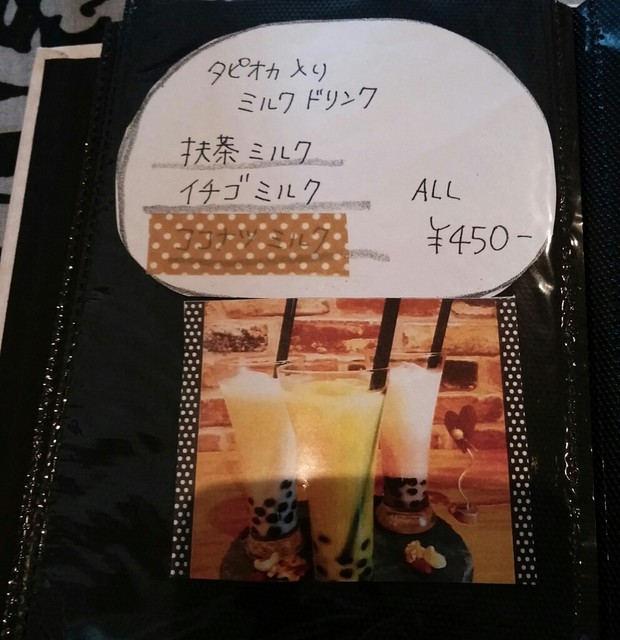 タピオカ入り
ミルクドリンク
扶茶ミルク
イチゴミルク
ALL
ココナツミルク
¥450-